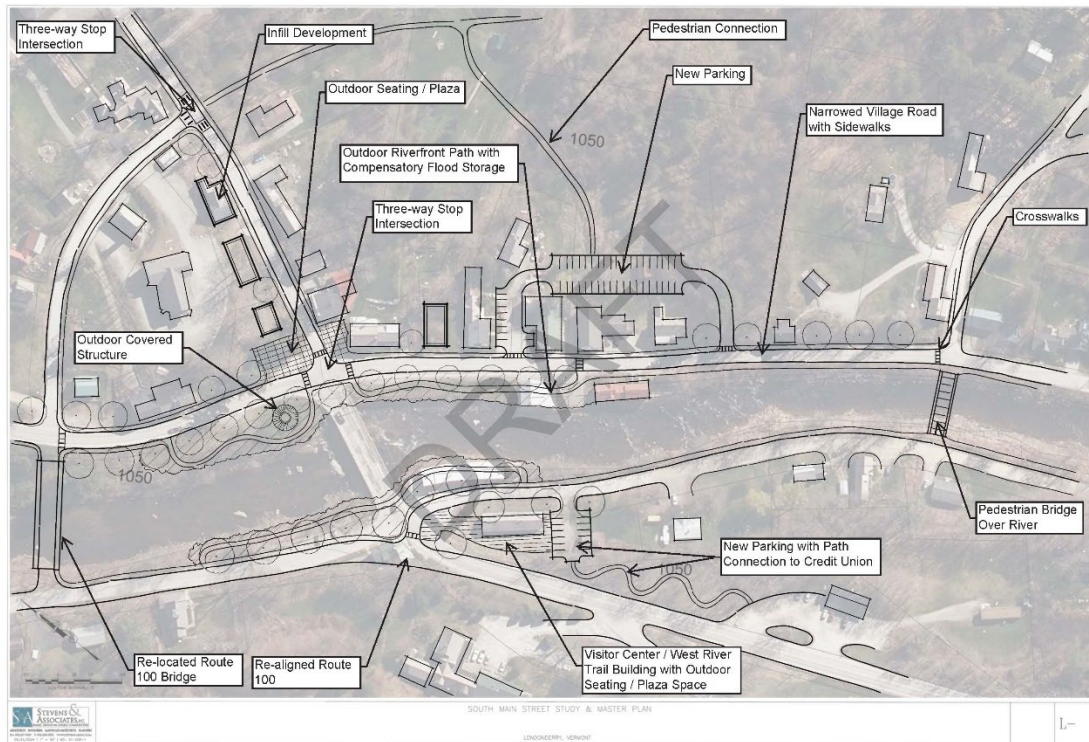 Three-way Stop
Intersection
Infill Development
Pedestrian Connection
New Parking
Outdoor Seating / Plaza
Narrowed Village Road
with Sidewalks
1050
Outdoor Riverfront Path with
Compensatory Flood Storage
Three-way Stop
Intersection
Crosswalks
Outdoor Covered
Structure
DRAFT
1050
Pedestrian Bridge
Over River
New Parking with Path
Connection to Credit Union
1050
Re-located Route
100 Bridge
Re-aligned Route
100
Visitor Center / West River
Trail Building with Outdoor
Seating / Plaza Space
SA
STEVENS &
ASSOCIATES, P.C.
SOUTH MAIN STREET STUDY & MASTER PLAN
LONDONDERRY, VERMONT
L-